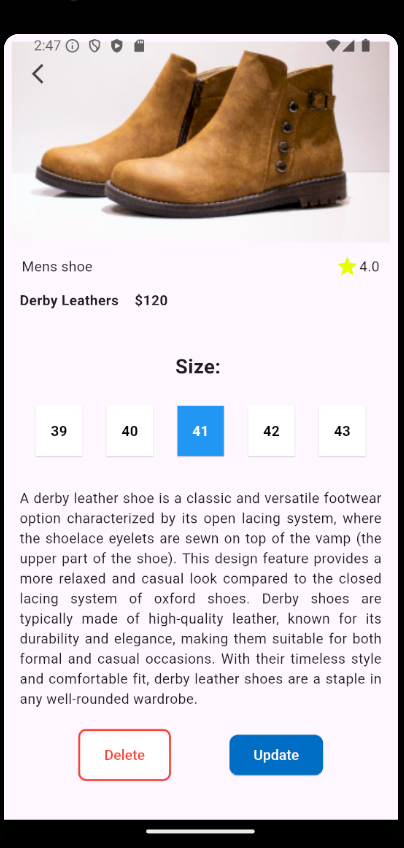 2:47
Mens shoe 4.0
Derby Leathers $120
Size:
39 40 41 42 43
A derby leather shoe is a classic and versatile footwear
option characterized by its open lacing system, where
the shoelace eyelets are sewn on top of the vamp (the
upper part of the shoe). This design feature provides a
more relaxed and casual look compared to the closed
lacing system of oxford shoes. Derby shoes are
typically made of high-quality leather, known for its
durability and elegance, making them suitable for both
formal and casual occasions. With their timeless style
and comfortable fit, derby leather shoes are a staple in
any well-rounded wardrobe.
Delete Update